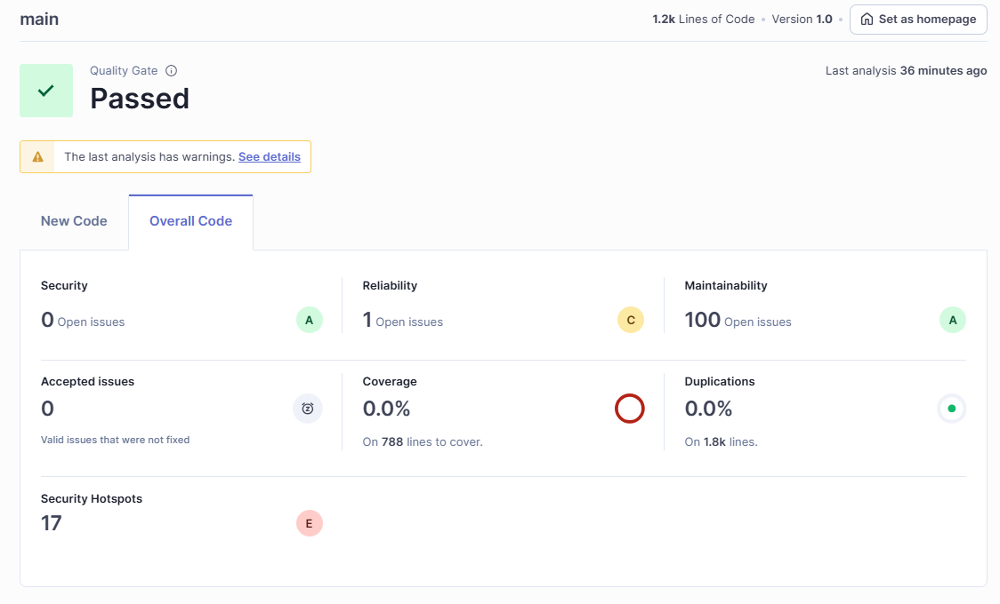 main
1.2k Lines of Code • Version 1.0 • Set as homepage
Quality Gate
Last analysis 36 minutes ago
Passed
The last analysis has warnings. See details
New Code
Overall Code
Security
0 Open issues
A
Reliability
1 Open issues
C
Maintainability
100 Open issues
A
Accepted issues
0
Valid issues that were not fixed
Coverage
0.0%
On 788 lines to cover.
Duplications
0.0%
On 1.8k lines.
Security Hotspots
17
E